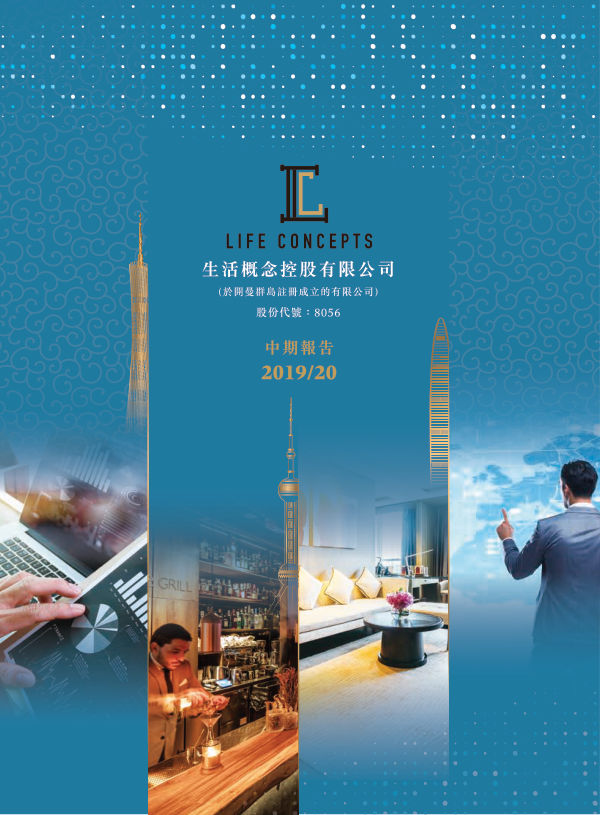 LIFE CONCEPTS
生活概念控股有限公司
(於開曼群島註冊成立的有限公司)
股份代號：8056
中期報告
2019/20
GRILL